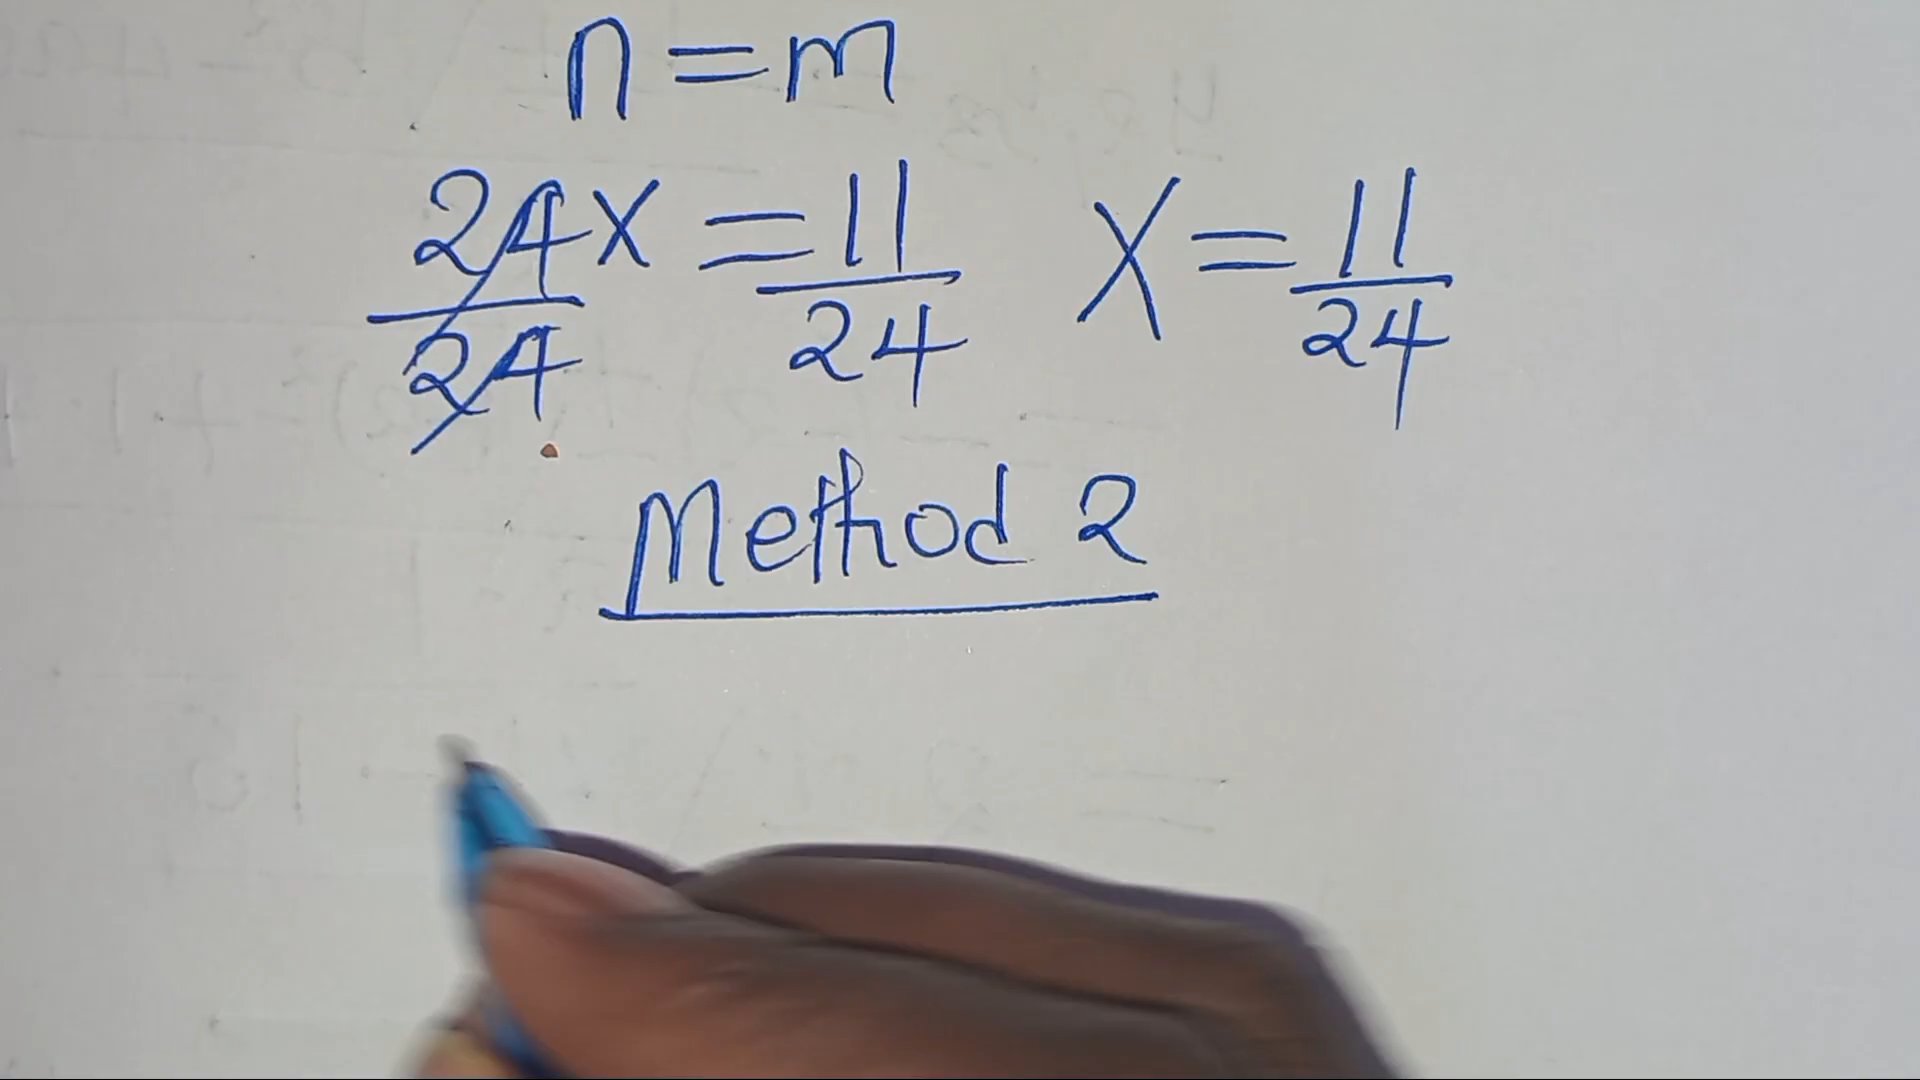 n = m
24x/24 = 11/24 X = 11/24
Method 2